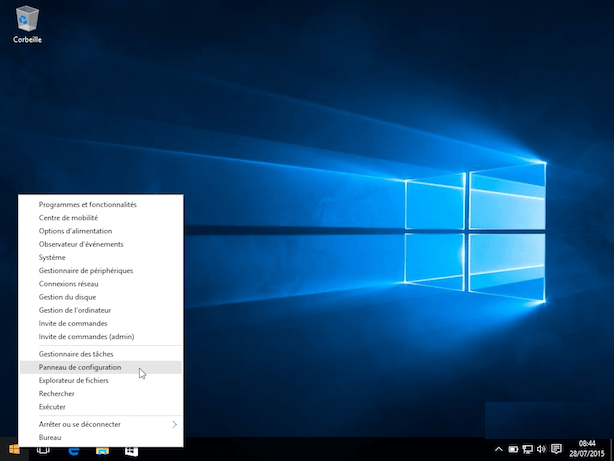 Corbeille
Programmes et fonctionnalités
Centre de mobilité
Options d'alimentation
Observateur d'événements
Système
Gestionnaire de périphériques
Connexions réseau
Gestion du disque
Gestion de l'ordinateur
Invite de commandes
Invite de commandes (admin)
Gestionnaire des tâches
Panneau de configuration
Explorateur de fichiers
Rechercher
Exécuter
Arrêter ou se déconnecter
Bureau
08:44
28/07/2015